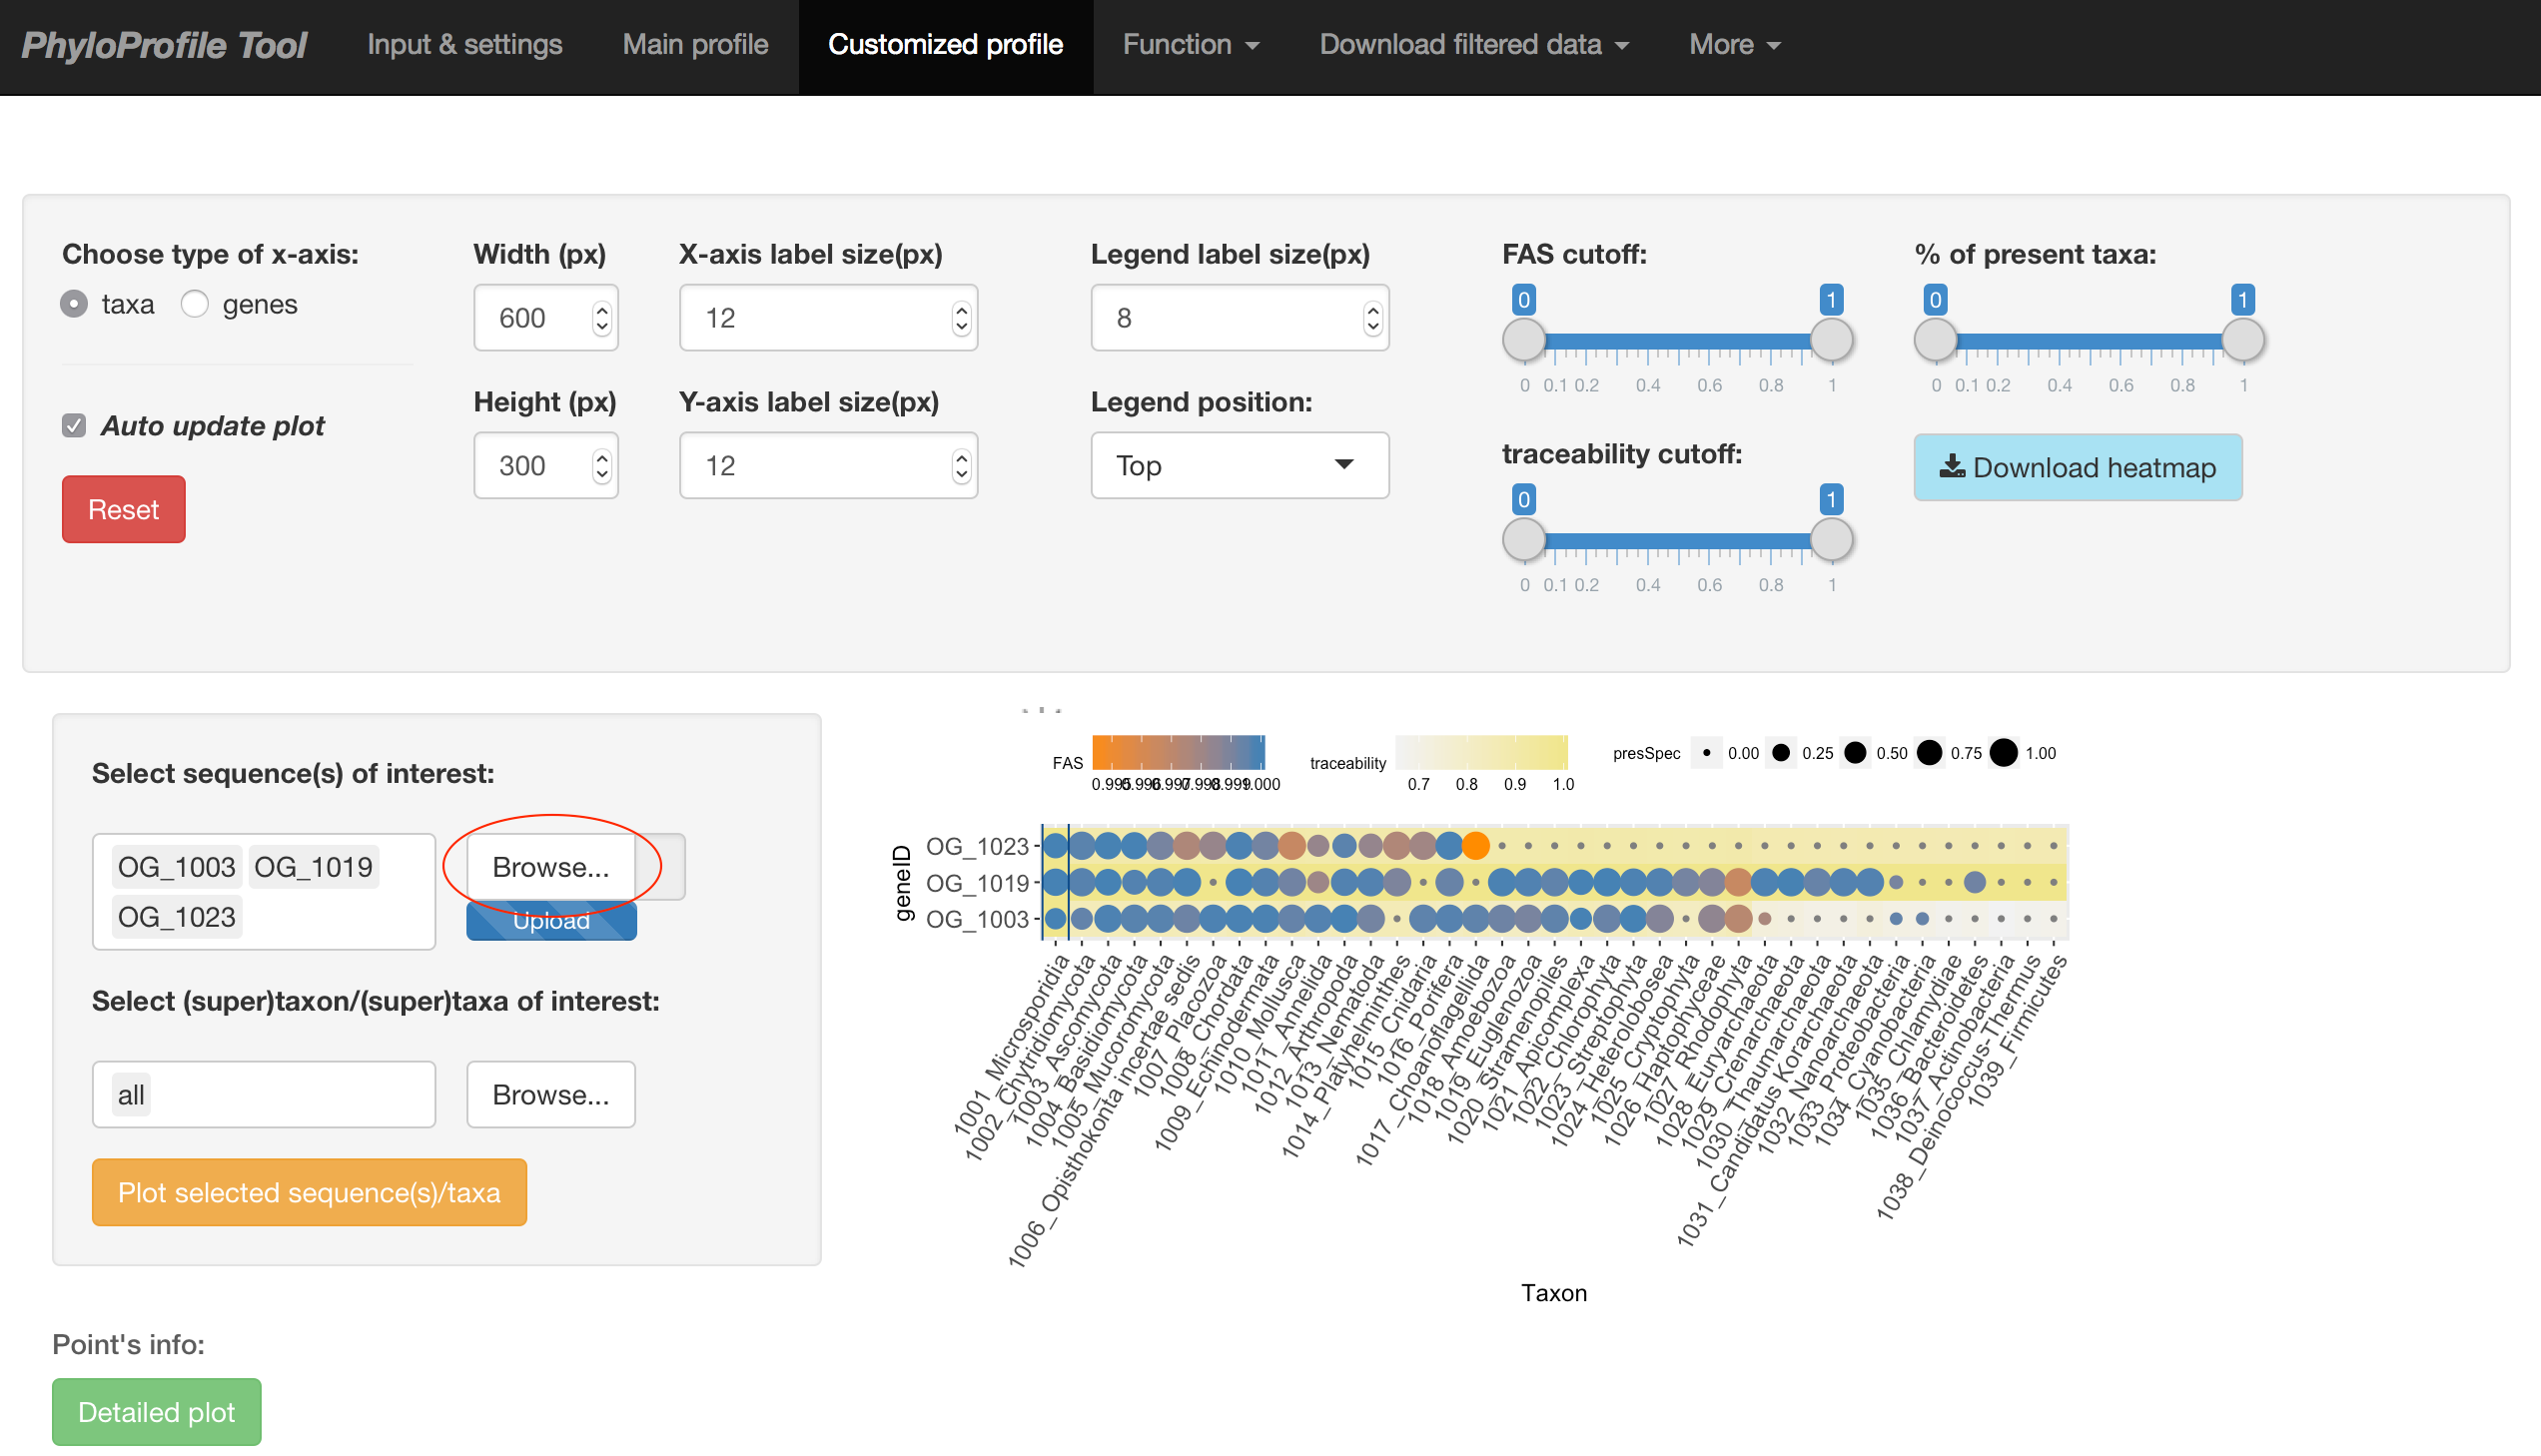 PhyloProfile Tool Input & settings Main profile Customized profile Function Download filtered data More
Choose type of x-axis: Width (px) X-axis label size(px) Legend label size(px) FAS cutoff: % of present taxa:
taxa genes 600 12 8 0 1 0 1
0 0.1 0.2 0.4 0.6 0.8 1 0 0.1 0.2 0.4 0.6 0.8 1
Height (px) Y-axis label size(px) Legend position:
Auto update plot traceability cutoff:
300 12 Top Download heatmap
Reset 0 1
0 0.1 0.2 0.4 0.6 0.8 1
Select sequence(s) of interest:
OG_1003 OG_1019
OG_1023
Browse...
Upload
Select (super)taxon/(super)taxa of interest:
all Browse...
Plot selected sequence(s)/taxa
Point's info:
Detailed plot
FAS 0.995 0.996 0.997 0.998 0.999 1.000
traceability 0.7 0.8 0.9 1.0
presSpec 0.00 0.25 0.50 0.75 1.00
geneID
OG_1023
OG_1019
OG_1003
1001_Microsporidia
1002_Chytridiomycota
1003_Ascomycota
1004_Basidiomycota
1005_Mucoromycota
1006_Opisthokonta incertae sedis
1007_Placozoa
1008_Chordata
1009_Echinodermata
1010_Mollusca
1011_Annelida
1012_Arthropoda
1013_Nematoda
1014_Platyhelminthes
1015_Cnidaria
1016_Porifera
1017_Choanoflagellida
1018_Amoebozoa
1019_Euglenozoa
1020_Stramenopiles
1021_Apicomplexa
1022_Chlorophyta
1023_Streptophyta
1024_Heterolobosea
1025_Cryptophyta
1026_Haptophyceae
1027_Rhodophyta
1028_Euryarchaeota
1029_Crenarchaeota
1030_Thaumarchaeota
1031_Candidatus Korarchaeota
1032_Nanoarchaeota
1033_Proteobacteria
1034_Cyanobacteria
1035_Chlamydiae
1036_Bacteroidetes
1037_Actinobacteria
1038_Deinococcus-Thermus
1039_Firmicutes
Taxon